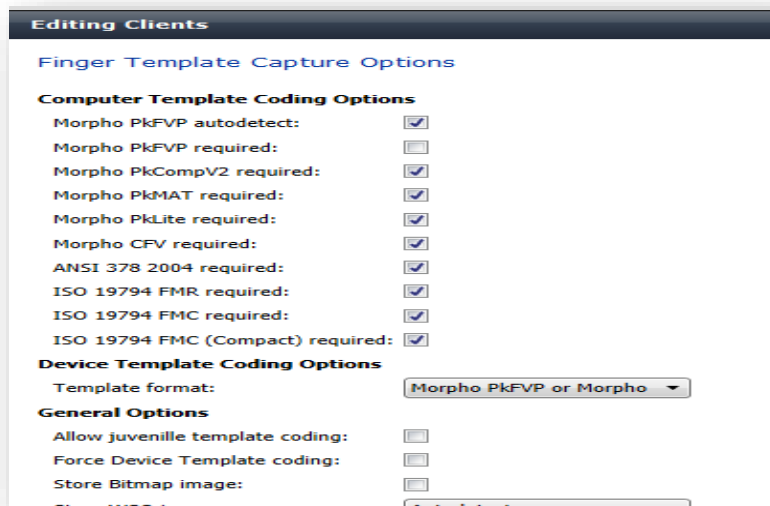 Editing Clients
Finger Template Capture Options
Computer Template Coding Options
Morpho PkFVP autodetect:
Morpho PkFVP required:
Morpho PkCompV2 required:
Morpho PkMAT required:
Morpho PkLite required:
Morpho CFV required:
ANSI 378 2004 required:
ISO 19794 FMR required:
ISO 19794 FMC required:
ISO 19794 FMC (Compact) required:
Device Template Coding Options
Template format: Morpho PkFVP or Morpho
General Options
Allow juvenille template coding:
Force Device Template coding:
Store Bitmap image: